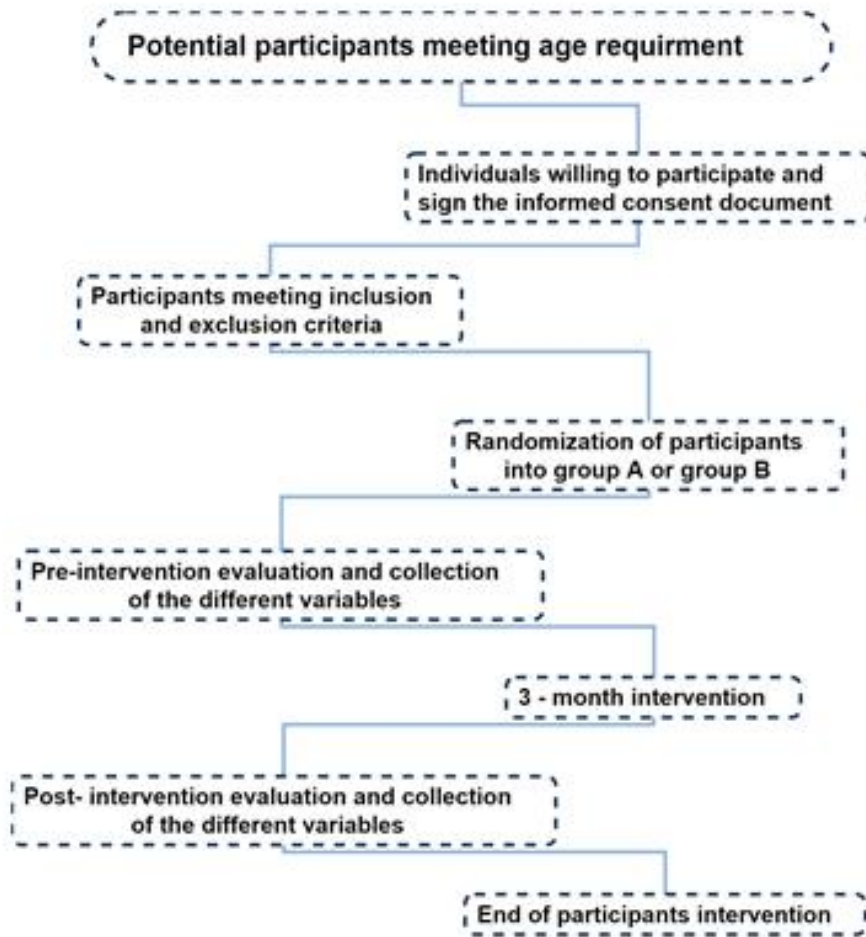 Potential participants meeting age requirment
Individuals willing to participate and
sign the informed consent document
Participants meeting inclusion
and exclusion criteria
Randomization of participants
into group A or group B
Pre-intervention evaluation and collection
of the different variables
3 - month intervention
Post- intervention evaluation and collection
of the different variables
End of participants intervention